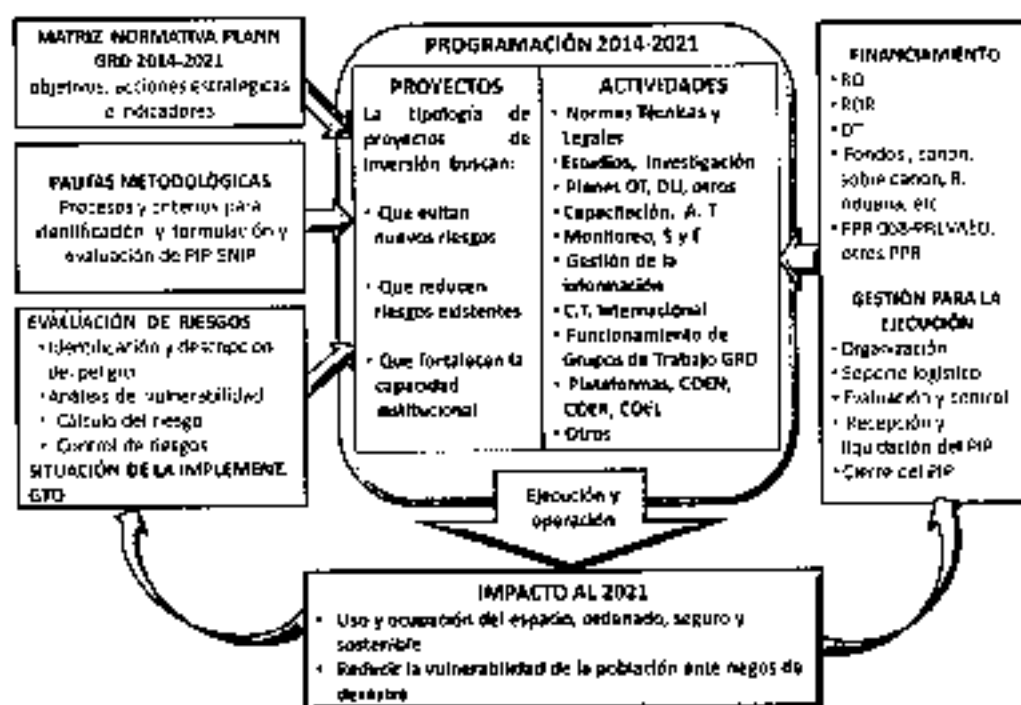 MATRIZ NORMATIVA PLANN
GRD 2014-2021
objetivos, acciones estratégicas
e indicadores
PAUTAS METODOLÓGICAS
Procesos y criterios para
identificación y formulación y
evaluación de PIP SNIP
EVALUACIÓN DE RIESGOS
• Identificación y descripción
del peligro
• Análisis de vulnerabilidad
• Cálculo del riesgo
• Control de riesgos
SITUACIÓN DE LA IMPLEMENT.
PROGRAMACIÓN 2014-2021
PROYECTOS
La tipología de
proyectos de
inversión buscan:
• Que evitan
nuevos riesgos
• Que reducen
riesgos existentes
• Que fortalecen la
capacidad
institucional
ACTIVIDADES
• Normas Técnicas y
Legales
• Estudios, Investigación
• Planes OT, DU, otros
• Capacitación, A. T
• Monitoreo, S y E
• Gestión de la
información
• C.T. Internacional
• Funcionamiento de
Grupos de Trabajo GRD
• Plataformas, COEN,
COER, COEL
• Otros
FINANCIAMIENTO
• RO
• ROR
• DT
• Fondos, canon,
sobre canon, R.
aduana, etc
otros PPR
GESTIÓN PARA LA
EJECUCIÓN
• Organización
• Soporte logístico
• Evaluación y control
• Recepción y
liquidación del PIP
• Cierre del PIP
Ejecución y
operación
IMPACTO AL 2021
• Uso y ocupación del espacio, ordenado, seguro y
sostenible
• Reducir la vulnerabilidad de la población ante